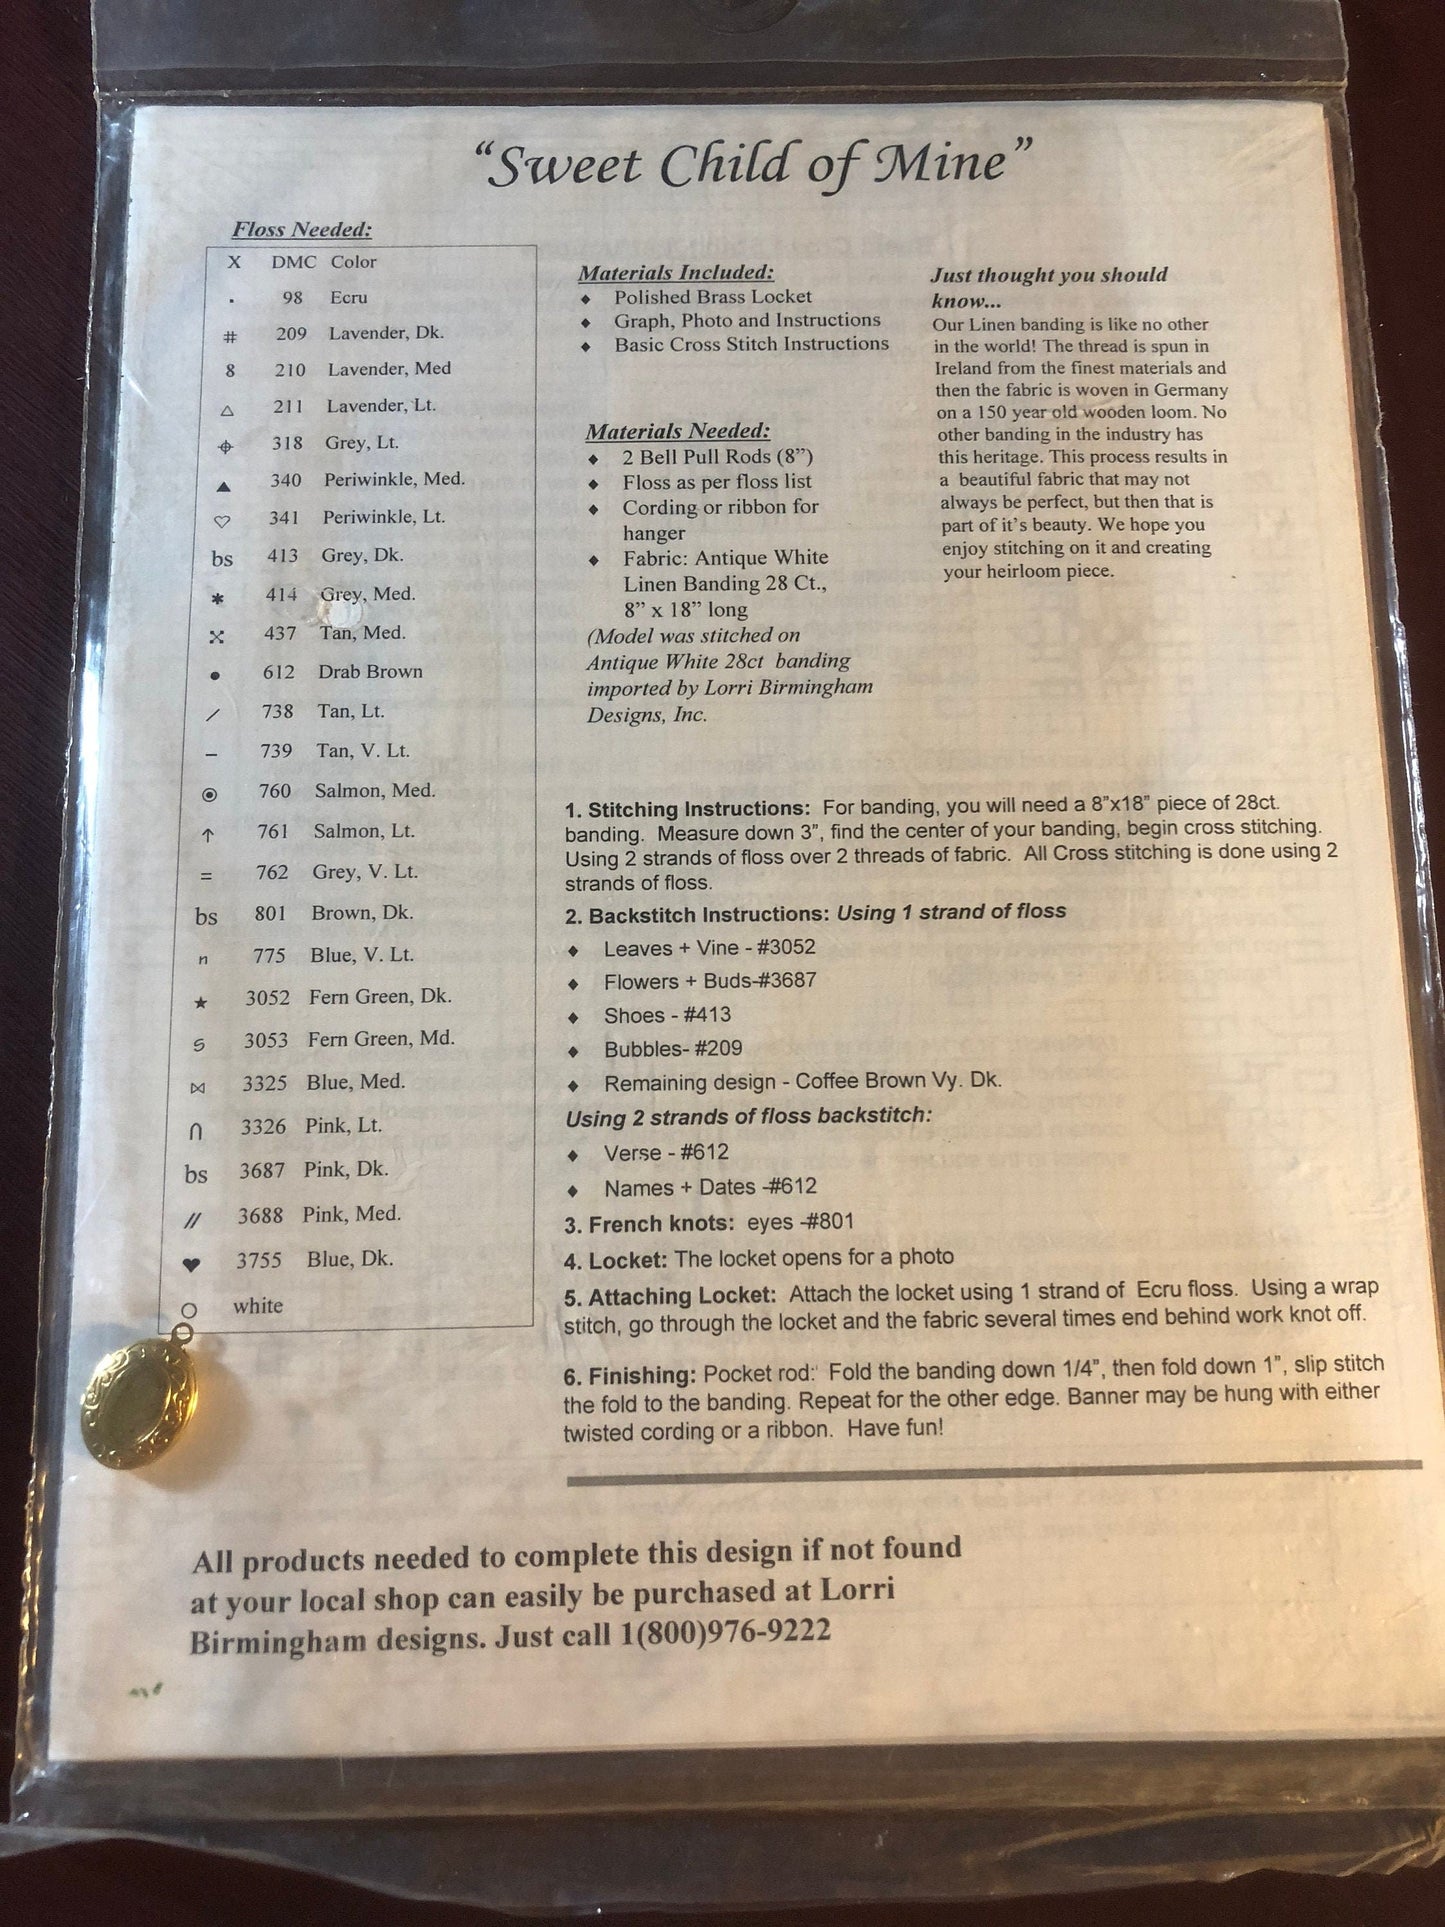 “Sweet Child of Mine”
Floss Needed:
X DMC Color
. 98 Ecru
# 209 Lavender, Dk.
8 210 Lavender, Med
△ 211 Lavender, Lt.
⌖ 318 Grey, Lt.
▲ 340 Periwinkle, Med.
♡ 341 Periwinkle, Lt.
bs 413 Grey, Dk.
* 414 Grey, Med.
⁙ 437 Tan, Med.
● 612 Drab Brown
/ 738 Tan, Lt.
– 739 Tan, V. Lt.
◉ 760 Salmon, Med.
↑ 761 Salmon, Lt.
= 762 Grey, V. Lt.
bs 801 Brown, Dk.
n 775 Blue, V. Lt.
★ 3052 Fern Green, Dk.
s 3053 Fern Green, Md.
⋈ 3325 Blue, Med.
∩ 3326 Pink, Lt.
bs 3687 Pink, Dk.
// 3688 Pink, Med.
♥ 3755 Blue, Dk.
○ white
Materials Included:
◆ Polished Brass Locket
◆ Graph, Photo and Instructions
◆ Basic Cross Stitch Instructions
Materials Needed:
◆ 2 Bell Pull Rods (8”)
◆ Floss as per floss list
◆ Cording or ribbon for
hanger
◆ Fabric: Antique White
Linen Banding 28 Ct.,
8” x 18” long
(Model was stitched on
Antique White 28ct banding
imported by Lorri Birmingham
Designs, Inc.
Just thought you should
know...
Our Linen banding is like no other
in the world! The thread is spun in
Ireland from the finest materials and
then the fabric is woven in Germany
on a 150 year old wooden loom. No
other banding in the industry has
this heritage. This process results in
a beautiful fabric that may not
always be perfect, but then that is
part of it’s beauty. We hope you
enjoy stitching on it and creating
your heirloom piece.
1. Stitching Instructions: For banding, you will need a 8”x18” piece of 28ct.
banding. Measure down 3”, find the center of your banding, begin cross stitching.
Using 2 strands of floss over 2 threads of fabric. All Cross stitching is done using 2
strands of floss.
2. Backstitch Instructions: Using 1 strand of floss
◆ Leaves + Vine - #3052
◆ Flowers + Buds-#3687
◆ Shoes - #413
◆ Bubbles- #209
◆ Remaining design - Coffee Brown Vy. Dk.
Using 2 strands of floss backstitch:
◆ Verse - #612
◆ Names + Dates -#612
3. French knots: eyes -#801
4. Locket: The locket opens for a photo
5. Attaching Locket: Attach the locket using 1 strand of Ecru floss. Using a wrap
stitch, go through the locket and the fabric several times end behind work knot off.
6. Finishing: Pocket rod: Fold the banding down 1/4”, then fold down 1”, slip stitch
the fold to the banding. Repeat for the other edge. Banner may be hung with either
twisted cording or a ribbon. Have fun!
All products needed to complete this design if not found
at your local shop can easily be purchased at Lorri
Birmingham designs. Just call 1(800)976-9222